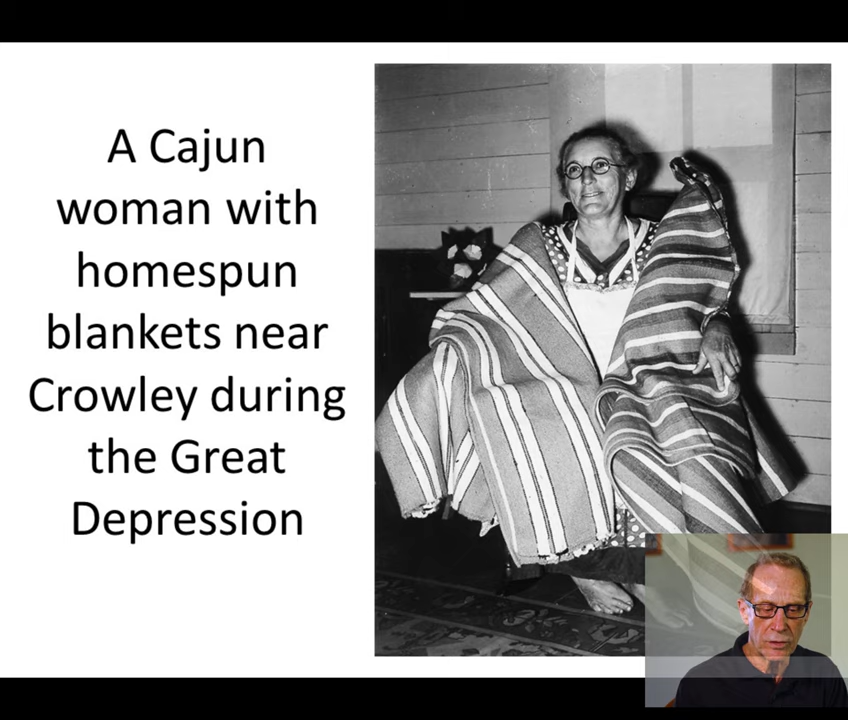 A Cajun
woman with
homespun
blankets near
Crowley during
the Great
Depression